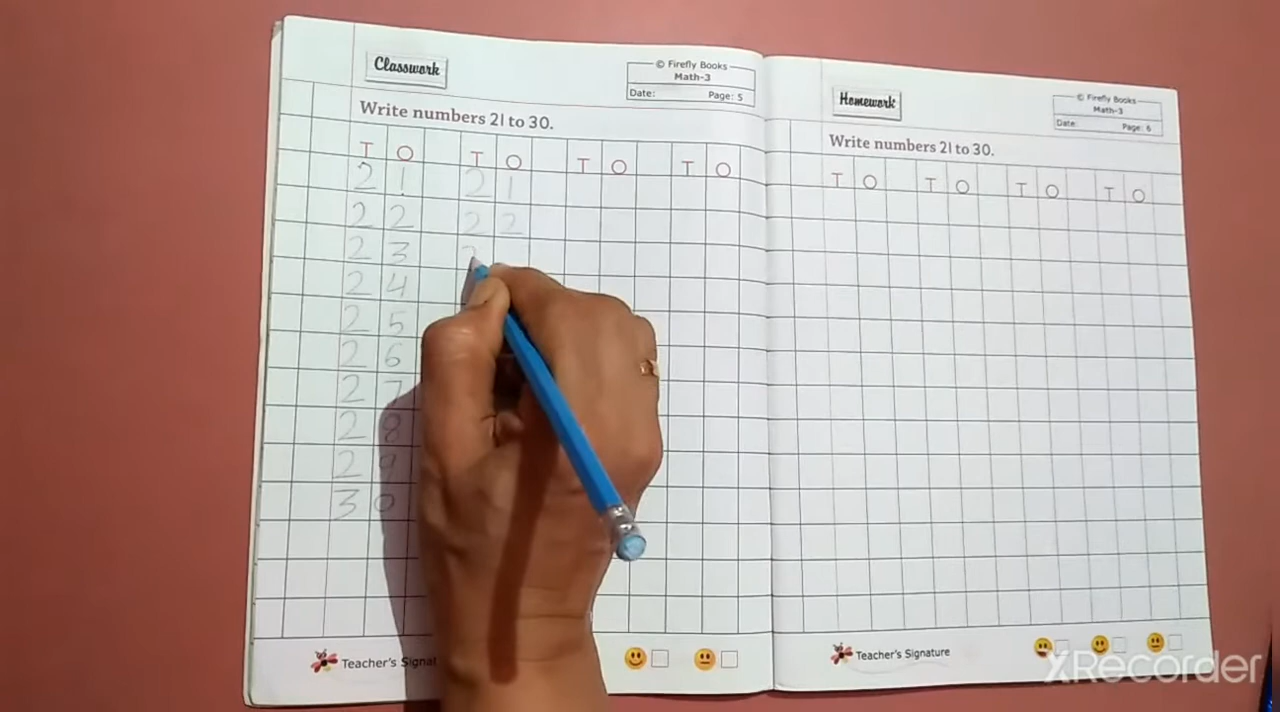 Classwork
© Firefly Books
Math-3
Date: Page: 5
Write numbers 21 to 30.
T O T O T O T O
2 1 2 1
2 2 2 2
2 3 2
2 4
2 5
2 6
2 7
2 8
2 9
3 0
Teacher's Signat
Homework
© Firefly Books
Math-3
Date: Page: 6
Write numbers 21 to 30.
T O T O T O T O
Teacher's Signature
XRecorder